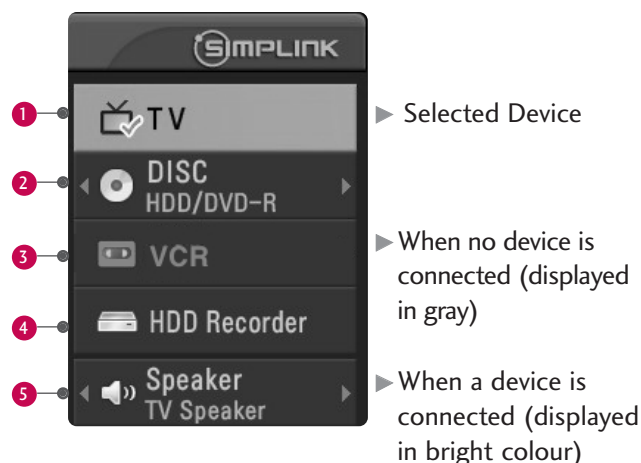 SIMPLINK
1 TV
Selected Device
2 DISC
HDD/DVD-R
3 VCR
When no device is
connected (displayed
in gray)
4 HDD Recorder
5 Speaker
TV Speaker
When a device is
connected (displayed
in bright colour)